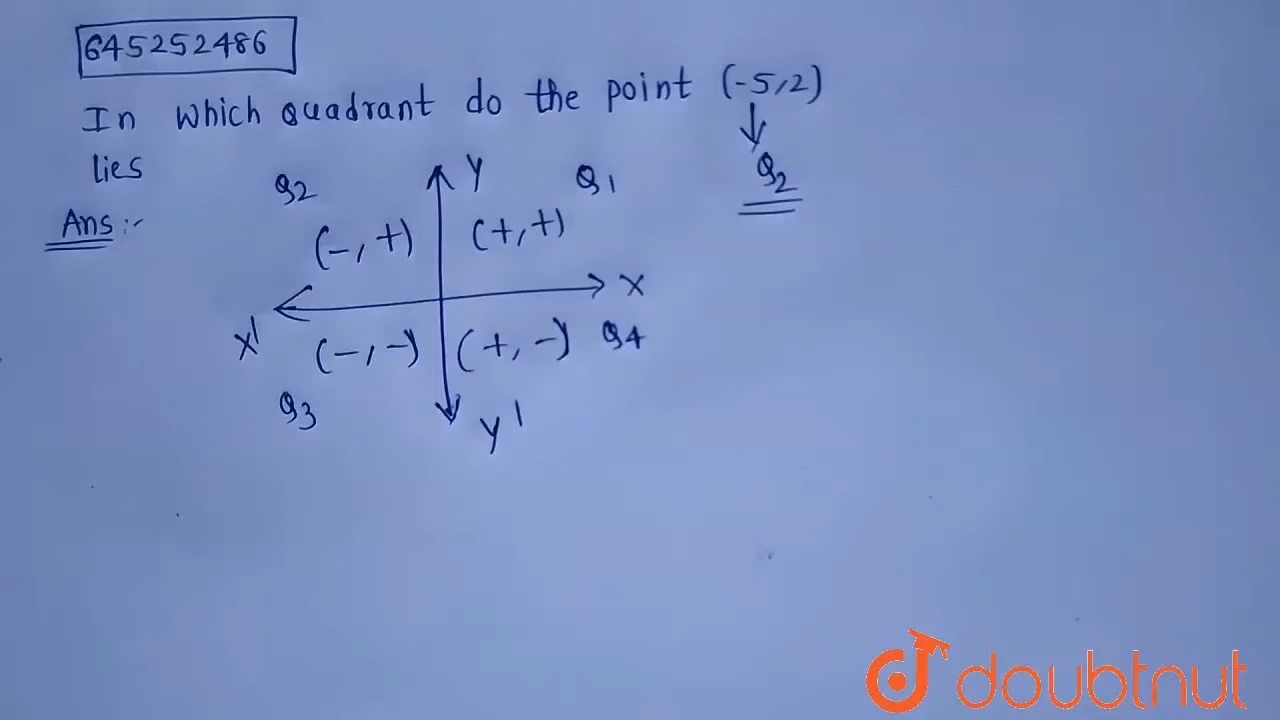 645252486
In which quadrant do the point (-5,2)
lies
Q2
Ans :-
Q2
Y
Q1
(-,+)
(+,+)
X
X'
(-,-)
(+,-)
Q4
Q3
Y'
doubtnut